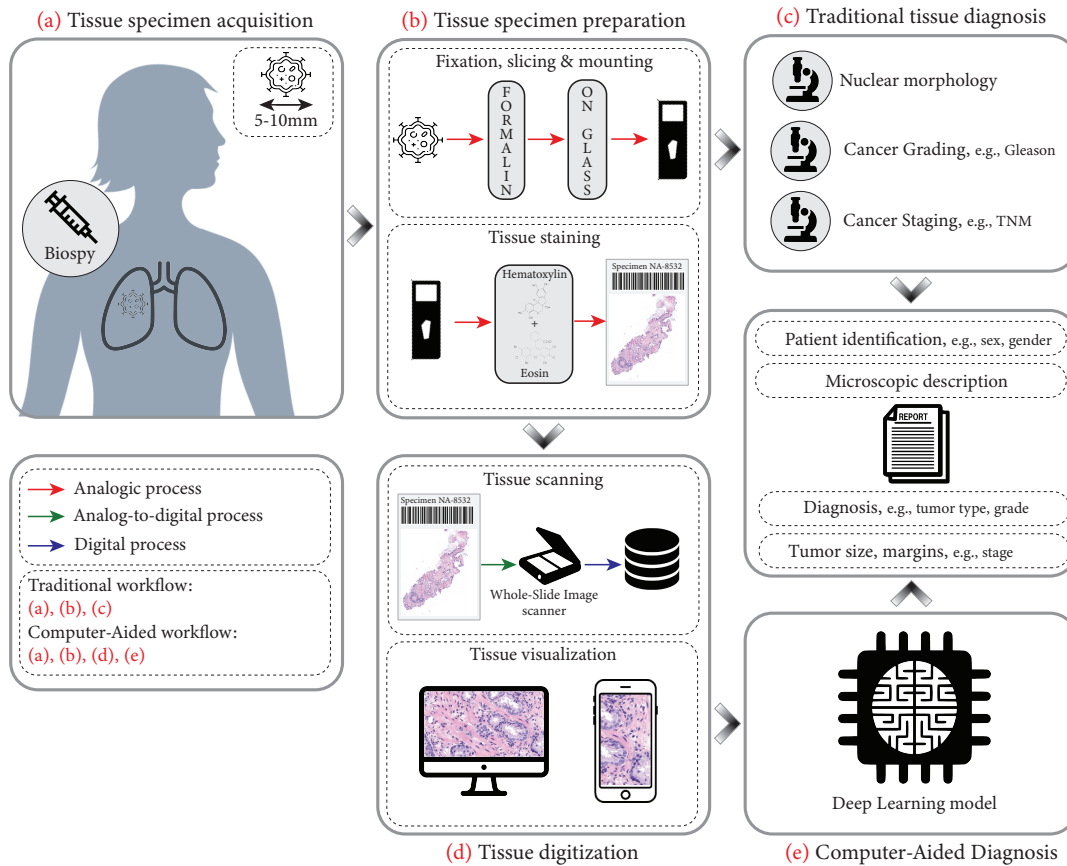 (a) Tissue specimen acquisition
5-10mm
Biospy
(b) Tissue specimen preparation
Fixation, slicing & mounting
FORMALIN
ON GLASS
Tissue staining
Hematoxylin
+
Eosin
Specimen NA-8532
(c) Traditional tissue diagnosis
Nuclear morphology
Cancer Grading, e.g., Gleason
Cancer Staging, e.g., TNM
Patient identification, e.g., sex, gender
Microscopic description
REPORT
Diagnosis, e.g., tumor type, grade
Tumor size, margins, e.g., stage
Analogic process
Analog-to-digital process
Digital process
Traditional workflow:
(a), (b), (c)
Computer-Aided workflow:
(a), (b), (d), (e)
Tissue scanning
Specimen NA-8532
Whole-Slide Image
scanner
Tissue visualization
(d) Tissue digitization
Deep Learning model
(e) Computer-Aided Diagnosis